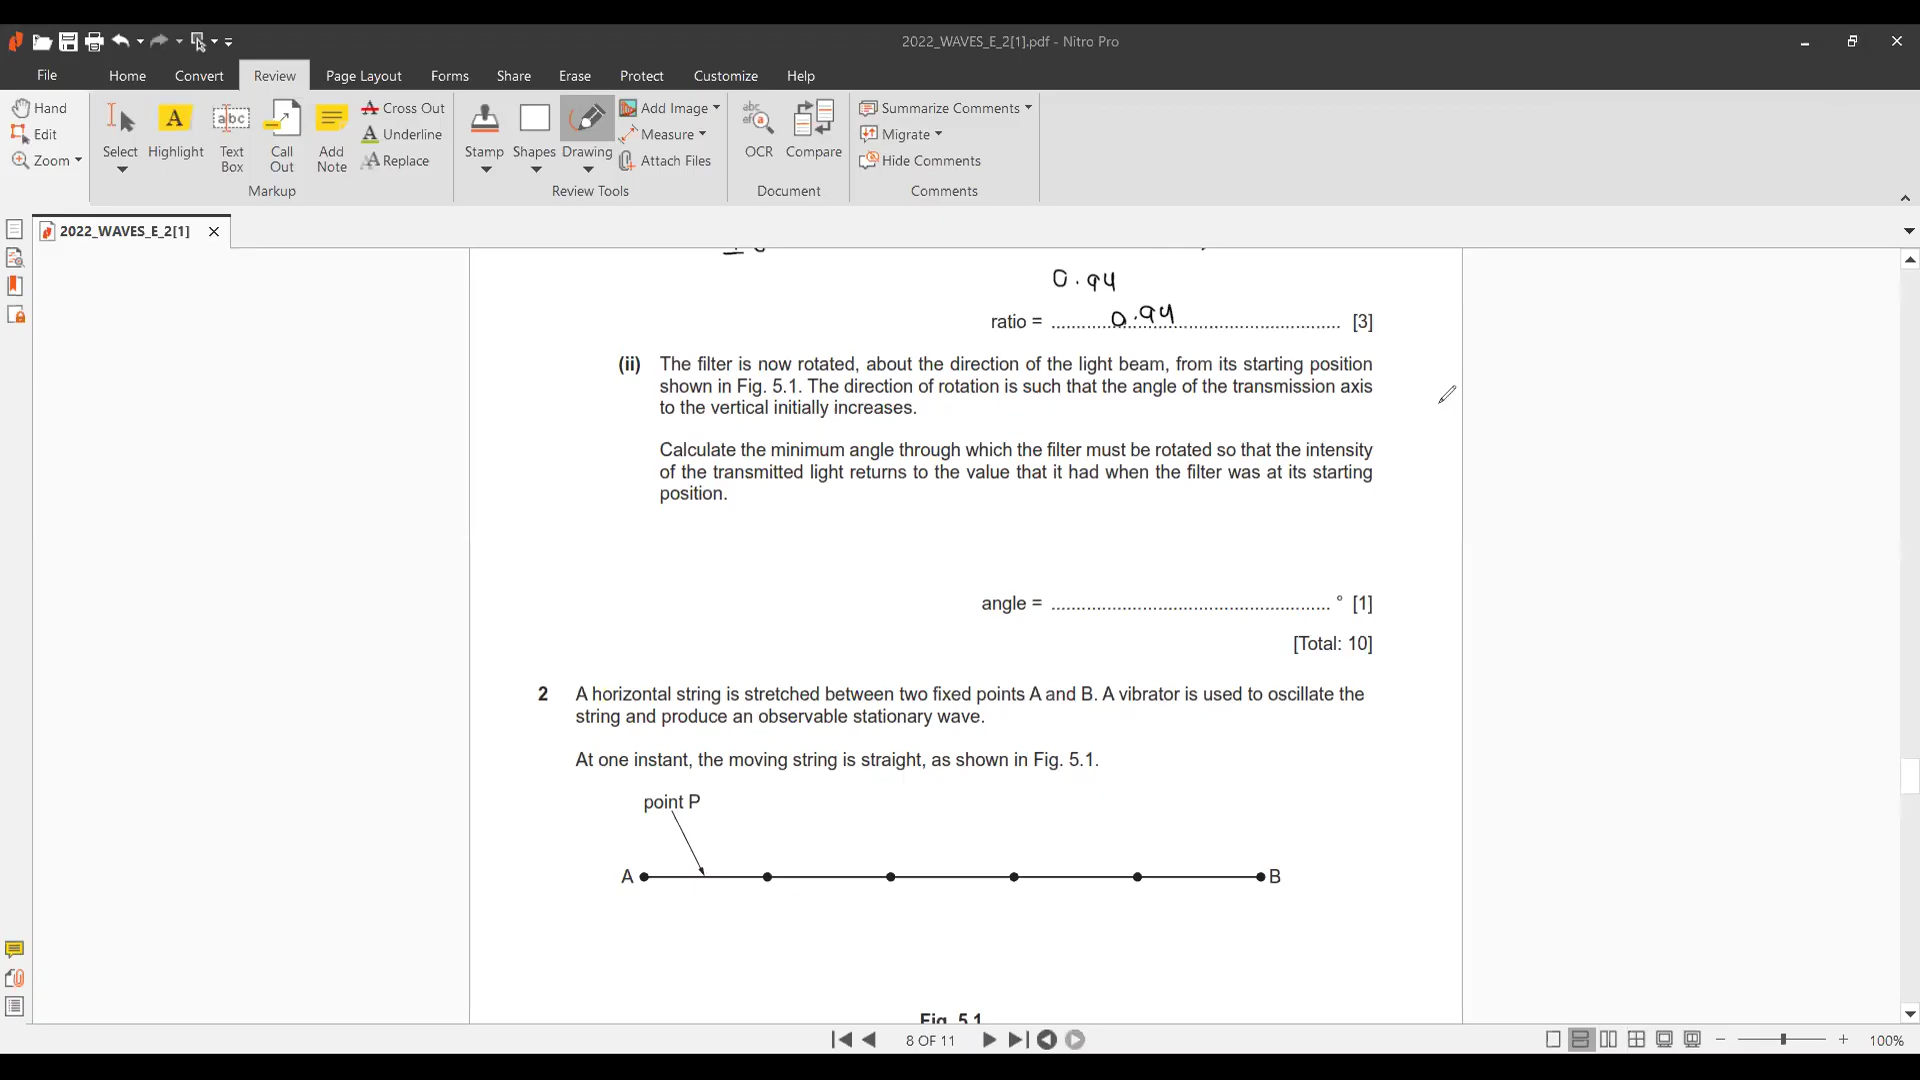 2022_WAVES_E_2[1].pdf - Nitro Pro
File Home Convert Review Page Layout Forms Share Erase Protect Customize Help
Hand
Edit
Zoom
Select
Highlight
Text Box
Call Out
Add Note
Cross Out
Underline
Replace
Markup
Stamp
Shapes
Drawing
Add Image
Measure
Attach Files
Review Tools
OCR
Compare
Document
Summarize Comments
Migrate
Hide Comments
Comments
2022_WAVES_E_2[1]
0.94
ratio = ........ 0.94 ........ [3]
(ii) The filter is now rotated, about the direction of the light beam, from its starting position
shown in Fig. 5.1. The direction of rotation is such that the angle of the transmission axis
to the vertical initially increases.
Calculate the minimum angle through which the filter must be rotated so that the intensity
of the transmitted light returns to the value that it had when the filter was at its starting
position.
angle = ........................................................ ° [1]
[Total: 10]
2 A horizontal string is stretched between two fixed points A and B. A vibrator is used to oscillate the
string and produce an observable stationary wave.
At one instant, the moving string is straight, as shown in Fig. 5.1.
point P
A B
Fig. 5.1
8 OF 11
100%